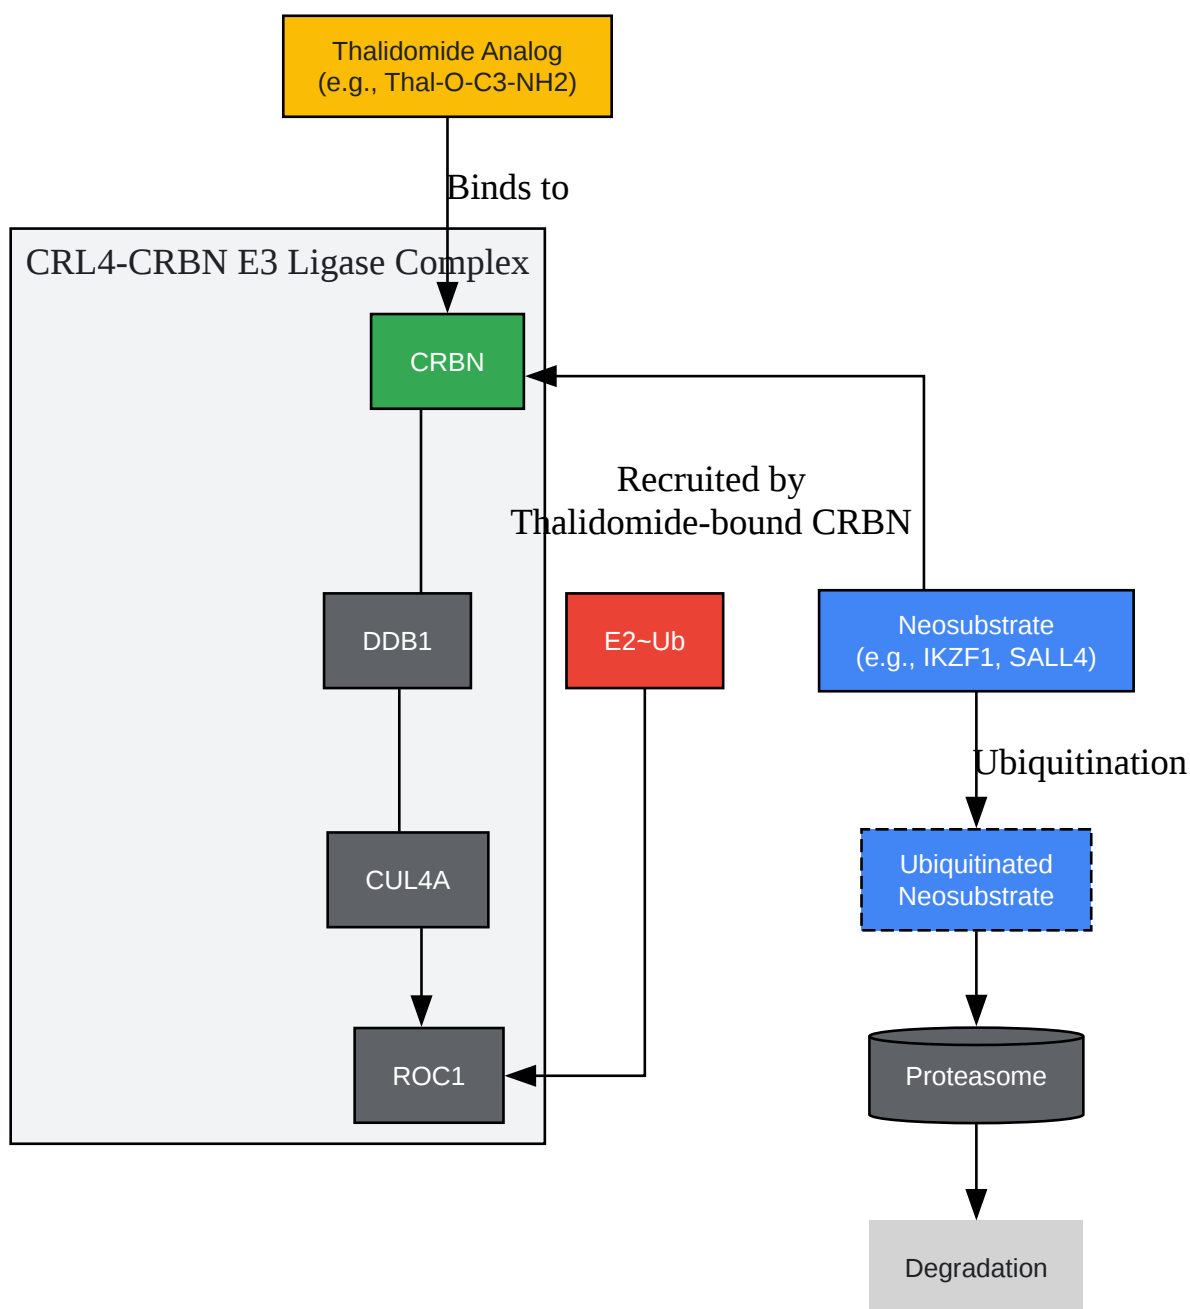 Thalidomide Analog
(e.g., Thal-O-C3-NH2)
Binds to
CRL4-CRBN E3 Ligase Complex
CRBN
Recruited by
Thalidomide-bound CRBN
DDB1
E2~Ub
Neosubstrate
(e.g., IKZF1, SALL4)
Ubiquitination
CUL4A
Ubiquitinated
Neosubstrate
ROC1
Proteasome
Degradation